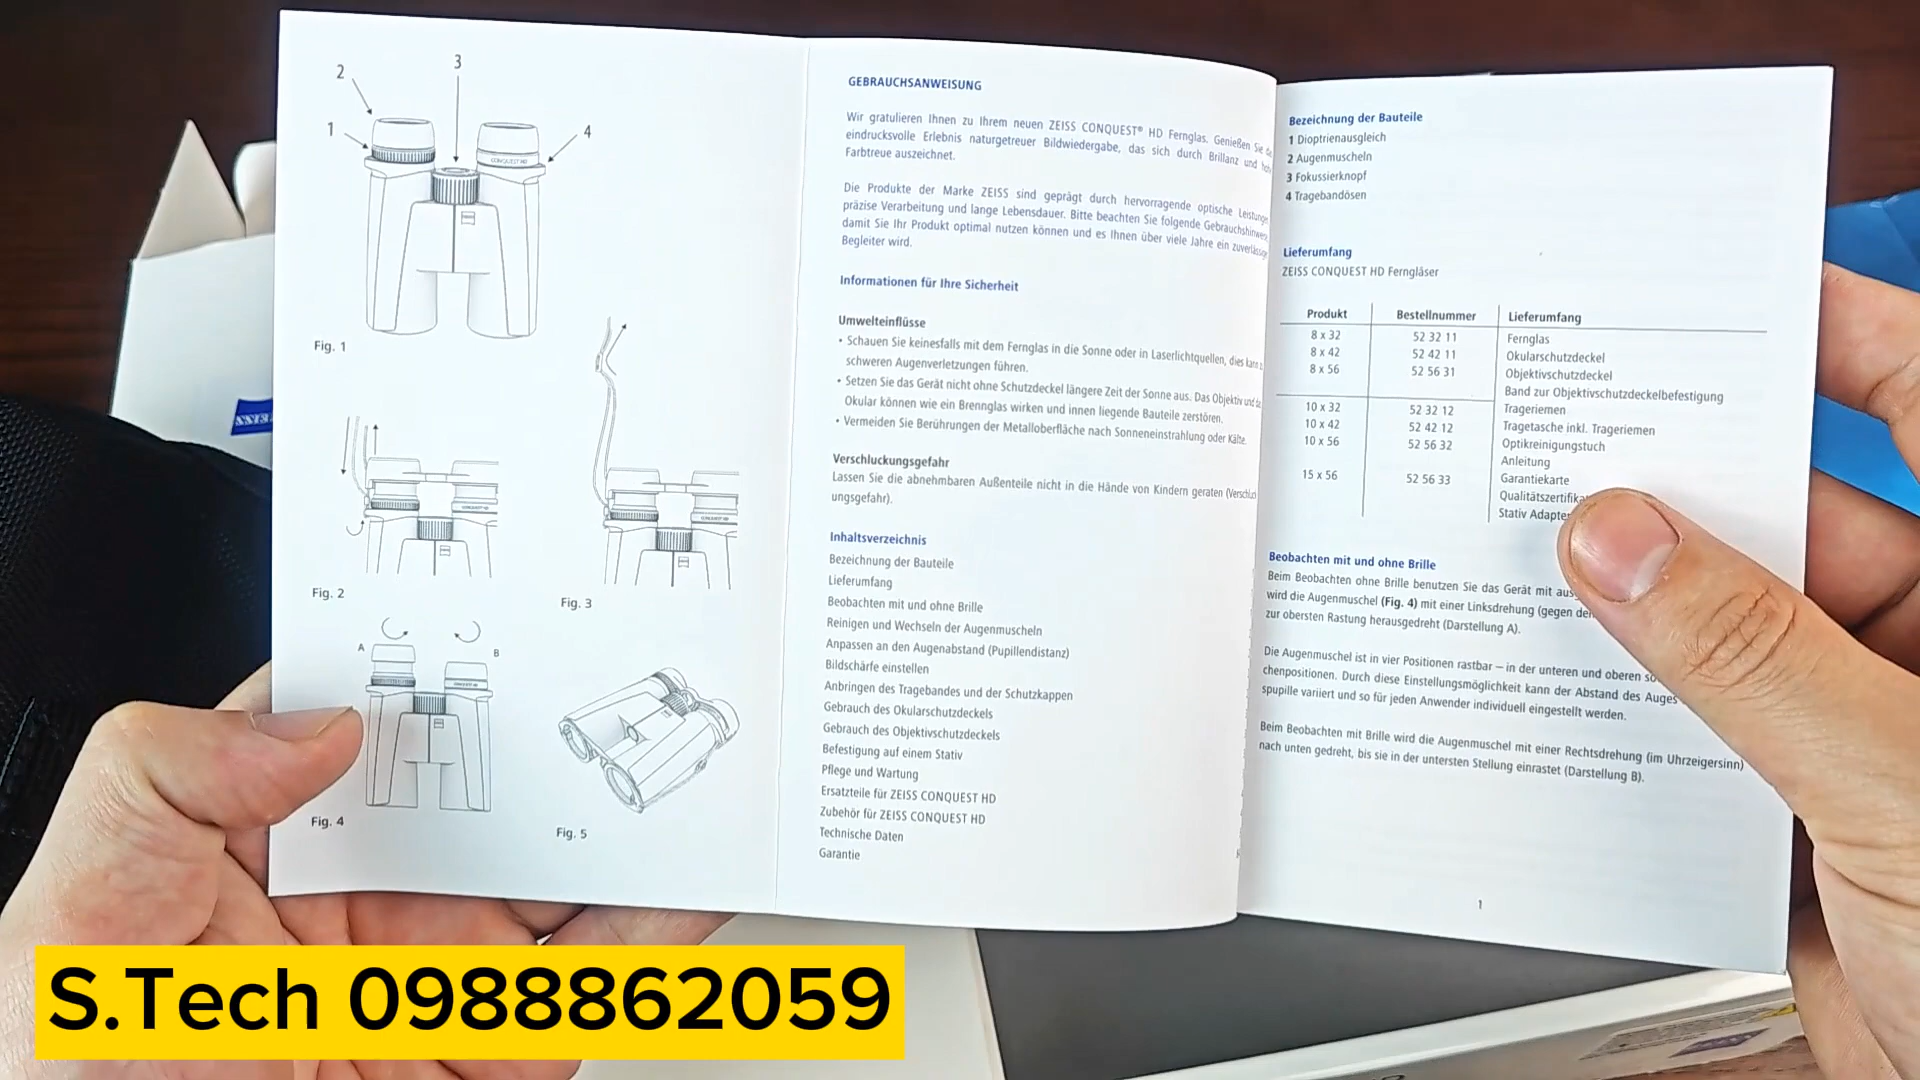 2
3
1
4
CONQUEST HD
Fig. 1
Fig. 2
Fig. 3
A
B
Fig. 4
Fig. 5
GEBRAUCHSANWEISUNG
Wir gratulieren Ihnen zu Ihrem neuen ZEISS CONQUEST® HD Fernglas. Genießen Sie
eindrucksvolle Erlebnis naturgetreuer Bildwiedergabe, das sich durch Brillanz und
Farbtreue auszeichnet.
Die Produkte der Marke ZEISS sind geprägt durch hervorragende optische
präzise Verarbeitung und lange Lebensdauer. Bitte beachten Sie folgende
damit Sie Ihr Produkt optimal nutzen können und es Ihnen über viele Jahre ein
Begleiter wird.
Informationen für Ihre Sicherheit
Umwelteinflüsse
• Schauen Sie keinesfalls mit dem Fernglas in die Sonne oder in Laserlichtquellen, dies kann
schweren Augenverletzungen führen.
• Setzen Sie das Gerät nicht ohne Schutzdeckel längere Zeit der Sonne aus. Das Objektiv und
Okular können wie ein Brennglas wirken und innen liegende Bauteile zerstören.
• Vermeiden Sie Berührungen der Metalloberfläche nach Sonneneinstrahlung oder Kälte.
Verschluckungsgefahr
Lassen Sie die abnehmbaren Außenteile nicht in die Hände von Kindern geraten
ungsgefahr).
Inhaltsverzeichnis
Bezeichnung der Bauteile
Lieferumfang
Beobachten mit und ohne Brille
Reinigen und Wechseln der Augenmuscheln
Anpassen an den Augenabstand (Pupillendistanz)
Bildschärfe einstellen
Anbringen des Tragebandes und der Schutzkappen
Gebrauch des Okularschutzdeckels
Gebrauch des Objektivschutzdeckels
Befestigung auf einem Stativ
Pflege und Wartung
Ersatzteile für ZEISS CONQUEST HD
Zubehör für ZEISS CONQUEST HD
Technische Daten
Garantie
Bezeichnung der Bauteile
1 Dioptrienausgleich
2 Augenmuscheln
3 Fokussierknopf
4 Tragebandösen
Lieferumfang
ZEISS CONQUEST HD Ferngläser
Produkt Bestellnummer Lieferumfang
8 x 32 52 32 11 Fernglas
8 x 42 52 42 11 Okularschutzdeckel
8 x 56 52 56 31 Objektivschutzdeckel
Band zur Objektivschutzdeckelbefestigung
10 x 32 52 32 12 Trageriemen
10 x 42 52 42 12 Tragetasche inkl. Trageriemen
10 x 56 52 56 32 Optikreinigungstuch
Anleitung
15 x 56 52 56 33 Garantiekarte
Qualitätszertifika
Stativ Adapter
Beobachten mit und ohne Brille
Beim Beobachten ohne Brille benutzen Sie das Gerät mit
wird die Augenmuschel (Fig. 4) mit einer Linksdrehung (gegen
zur obersten Rastung herausgedreht (Darstellung A).
Die Augenmuschel ist in vier Positionen rastbar – in der unteren und oberen
chenpositionen. Durch diese Einstellungsmöglichkeit kann der Abstand des Auges
spupille variiert und so für jeden Anwender individuell eingestellt werden.
Beim Beobachten mit Brille wird die Augenmuschel mit einer Rechtsdrehung (im Uhrzeigersinn)
nach unten gedreht, bis sie in der untersten Stellung einrastet (Darstellung B).
1
S.Tech 0988862059